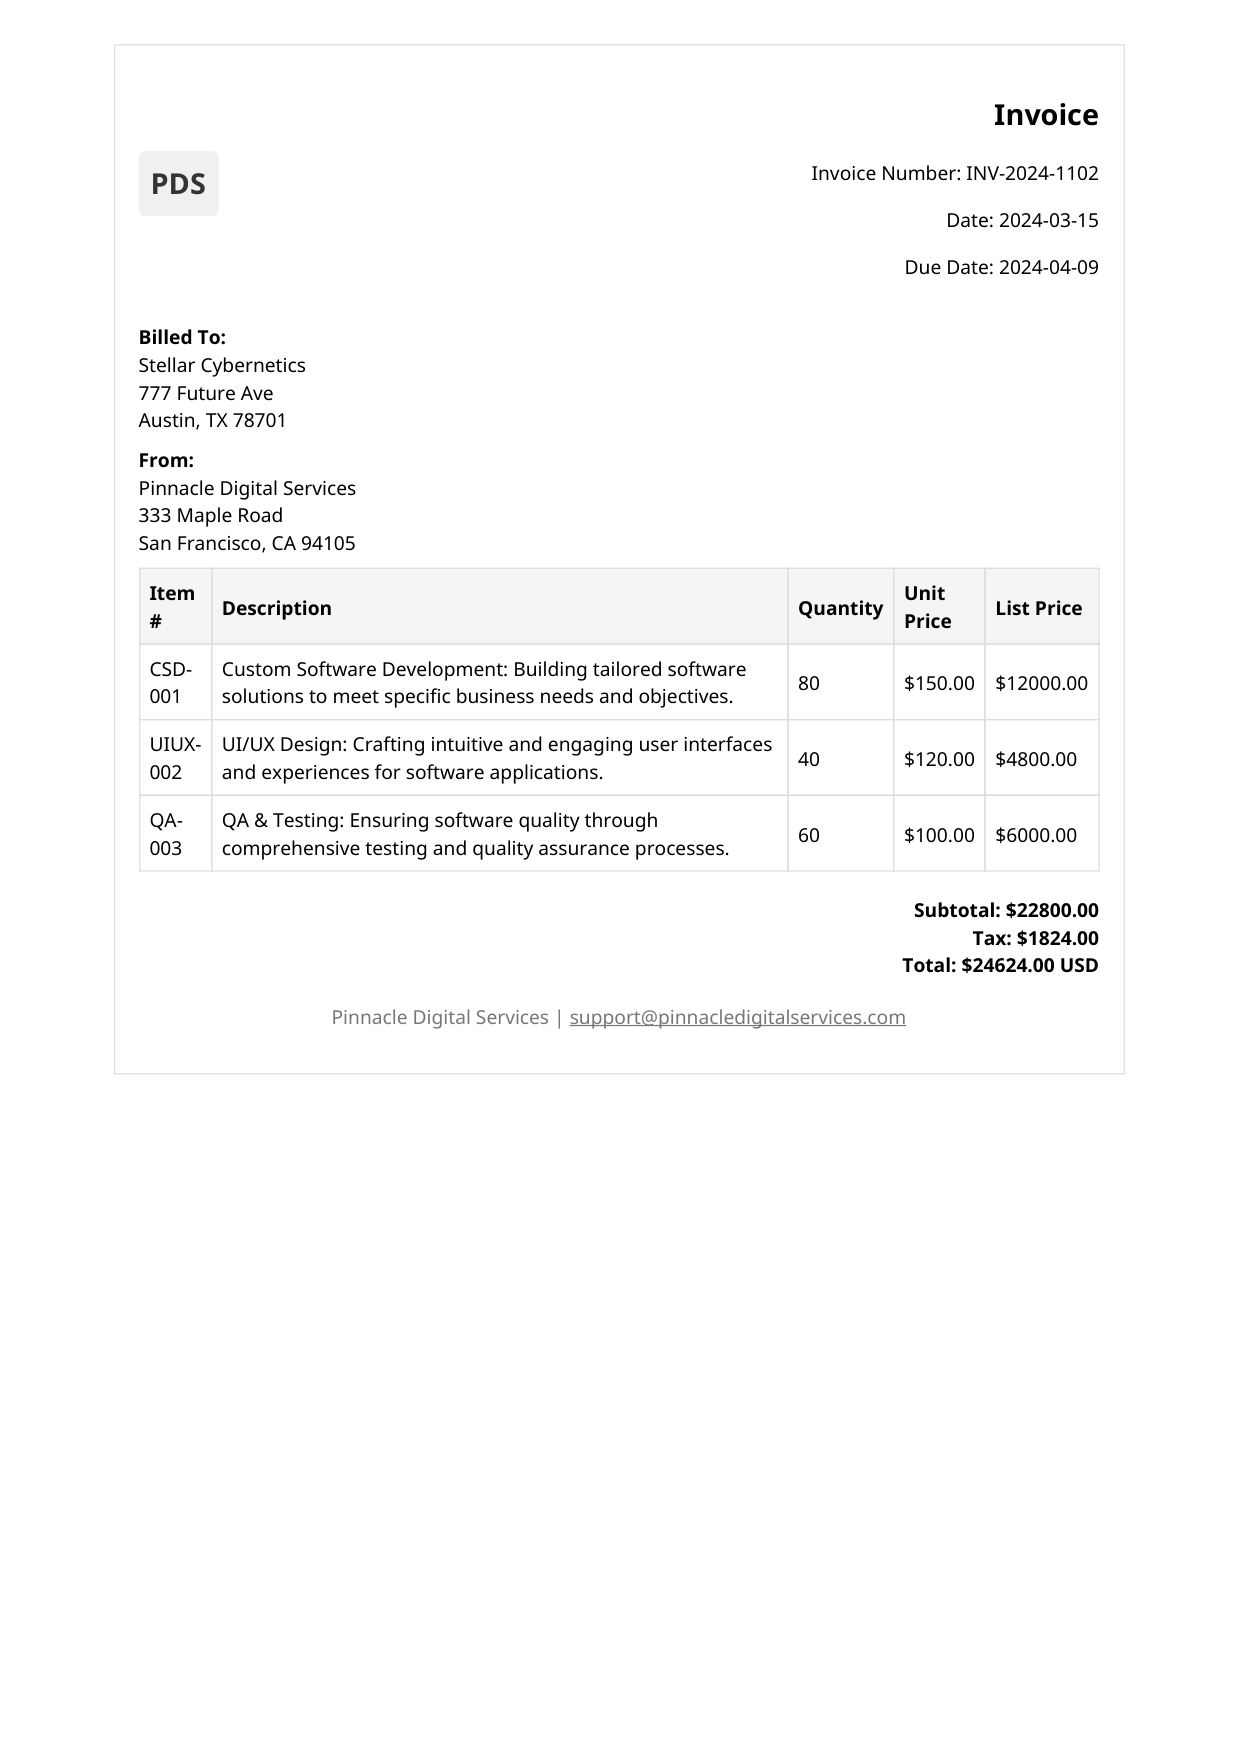 Invoice
PDS
Invoice Number: INV-2024-1102
Date: 2024-03-15
Due Date: 2024-04-09
Billed To:
Stellar Cybernetics
777 Future Ave
Austin, TX 78701
From:
Pinnacle Digital Services
333 Maple Road
San Francisco, CA 94105
Item # Description Quantity Unit Price List Price
CSD-001 Custom Software Development: Building tailored software solutions to meet specific business needs and objectives. 80 $150.00 $12000.00
UIUX-002 UI/UX Design: Crafting intuitive and engaging user interfaces and experiences for software applications. 40 $120.00 $4800.00
QA-003 QA & Testing: Ensuring software quality through comprehensive testing and quality assurance processes. 60 $100.00 $6000.00
Subtotal: $22800.00
Tax: $1824.00
Total: $24624.00 USD
Pinnacle Digital Services | support@pinnacledigitalservices.com